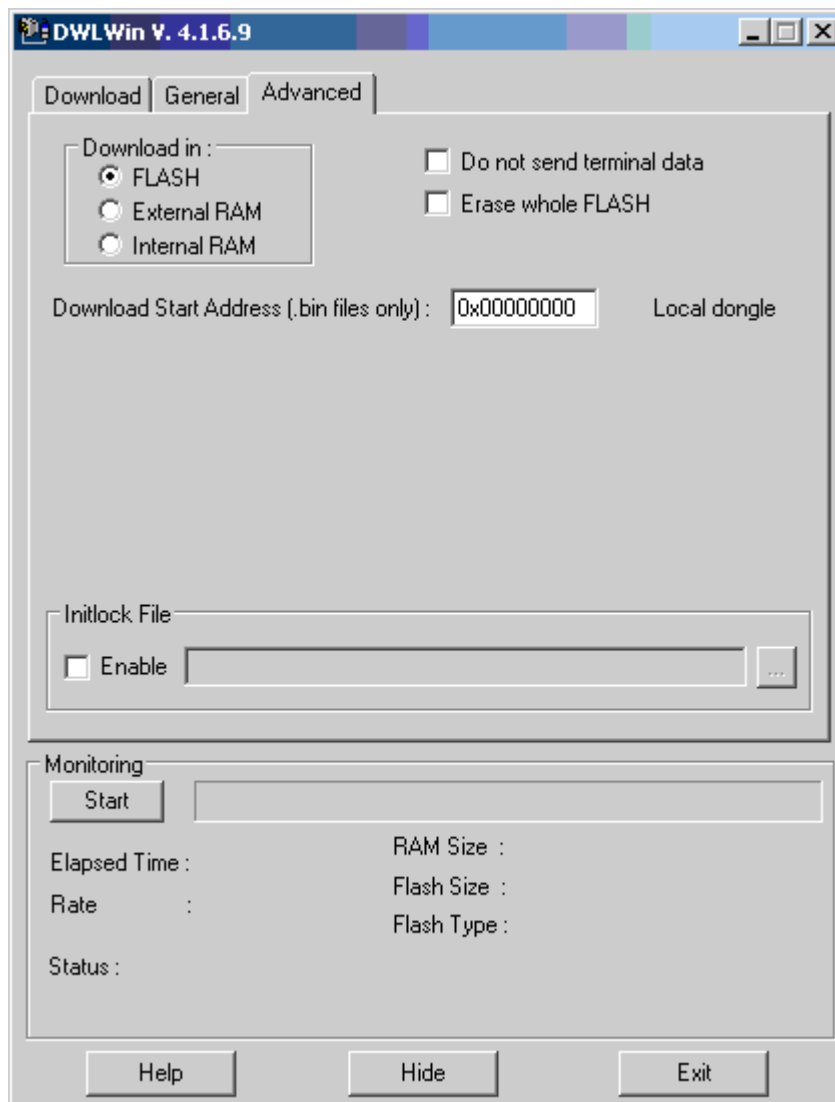 DWLWin V. 4.1.6.9
Download General Advanced
Download in :
FLASH
External RAM
Internal RAM
Do not send terminal data
Erase whole FLASH
Download Start Address (.bin files only) : 0x00000000 Local dongle
Initlock File
Enable ...
Monitoring
Start
Elapsed Time :
Rate :
Status :
RAM Size :
Flash Size :
Flash Type :
Help Hide Exit